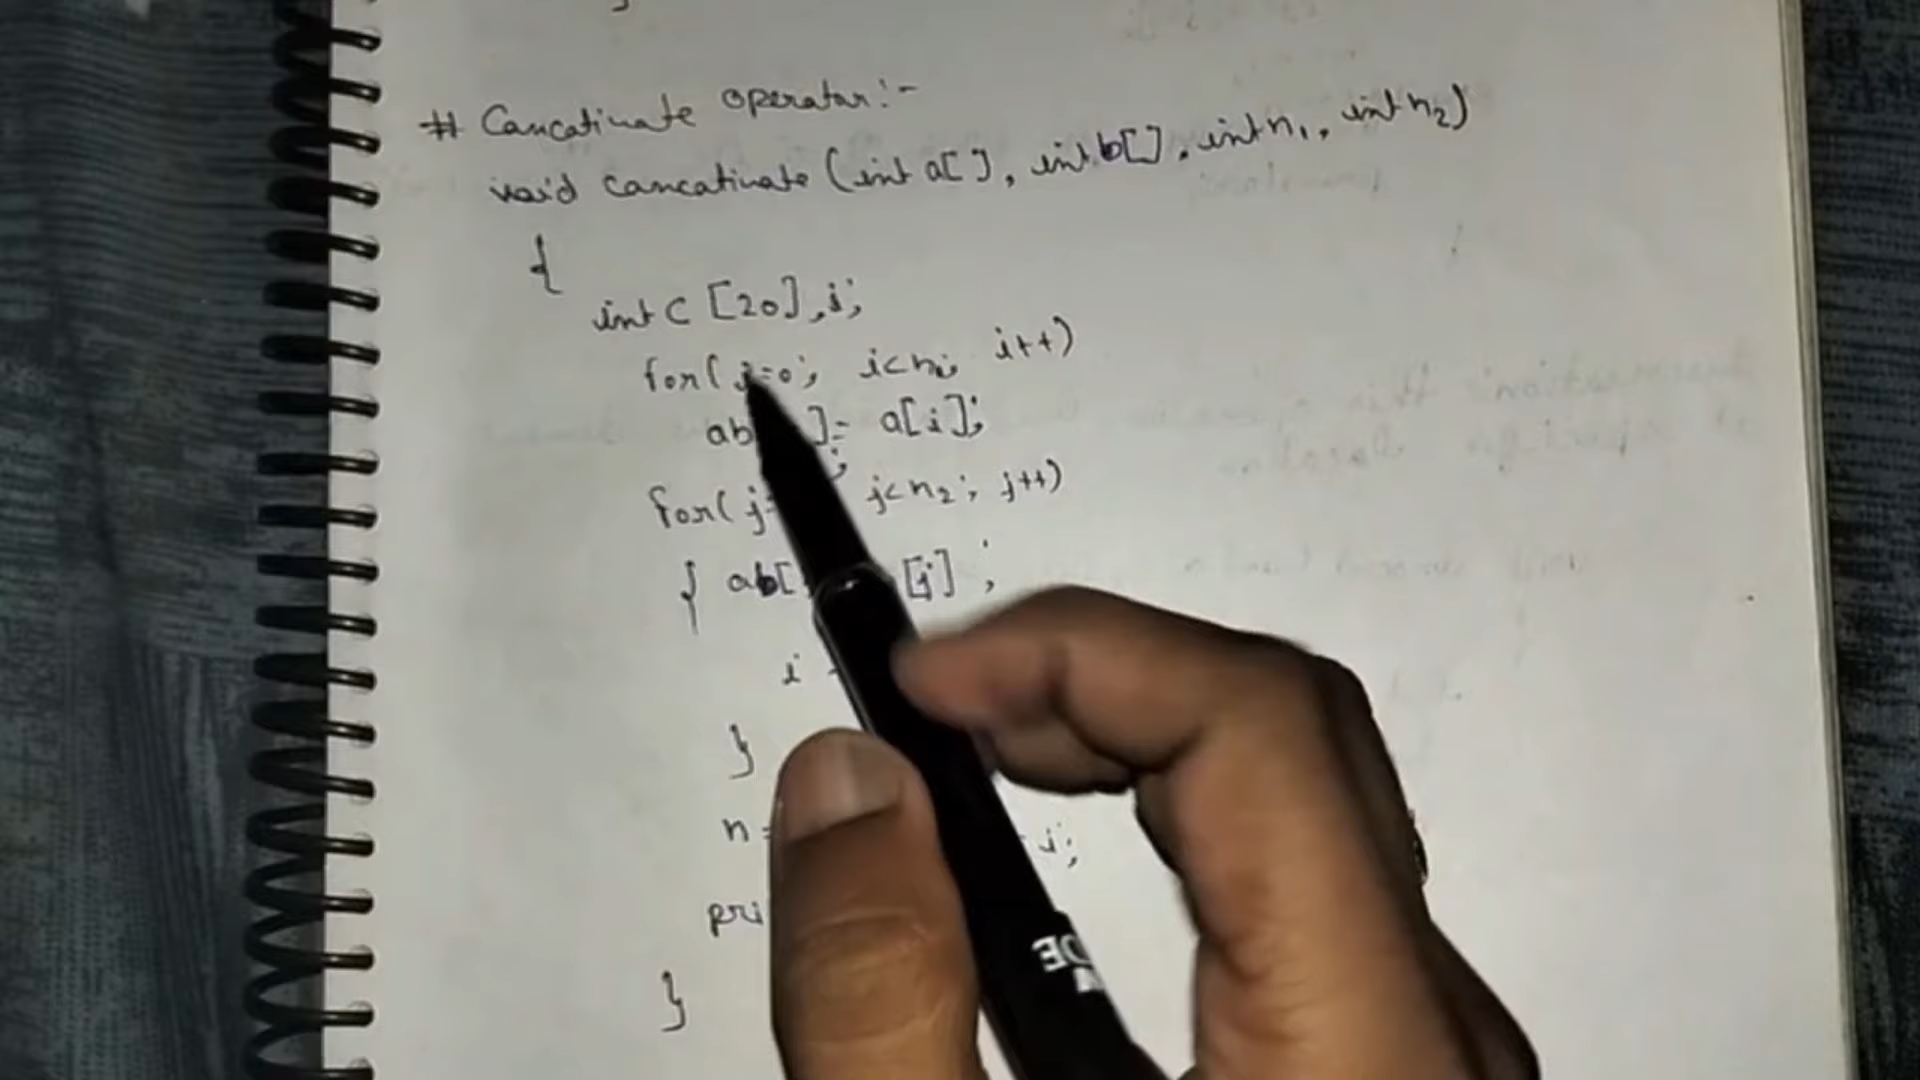 # Cancatinate operator:-
void cancatinate (int a[], int b[], int n1, int n2)
{
int C [20], i;
for( i=0; i<n1; i++)
ab ]= a[i];
for( j= j<n2; j++)
{ ab[ [j] ;
i
}
n= i;
pri
}